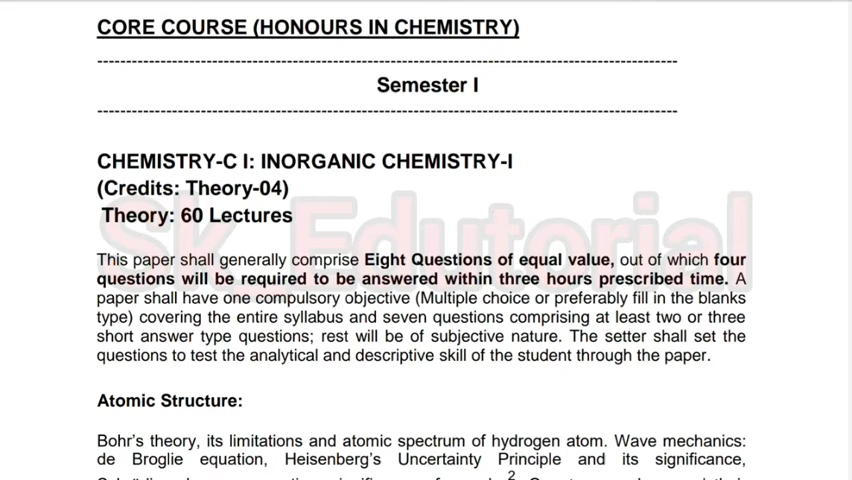 CORE COURSE (HONOURS IN CHEMISTRY)
Semester I
CHEMISTRY-C I: INORGANIC CHEMISTRY-I
(Credits: Theory-04)
Theory: 60 Lectures
Sk_Edutorial
This paper shall generally comprise Eight Questions of equal value, out of which four
questions will be required to be answered within three hours prescribed time. A
paper shall have one compulsory objective (Multiple choice or preferably fill in the blanks
type) covering the entire syllabus and seven questions comprising at least two or three
short answer type questions; rest will be of subjective nature. The setter shall set the
questions to test the analytical and descriptive skill of the student through the paper.
Atomic Structure:
Bohr's theory, its limitations and atomic spectrum of hydrogen atom. Wave mechanics:
de Broglie equation, Heisenberg's Uncertainty Principle and its significance,